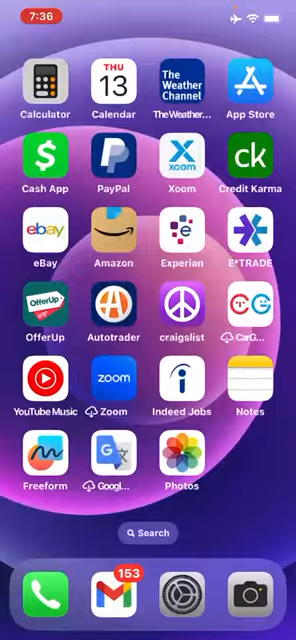 7:36
THU
13
The
Weather
Channel
Calculator
Calendar
TheWeather...
App Store
$
xoom
ck
Cash App
PayPal
Xoom
Credit Karma
ebay
e
eBay
Amazon
Experian
E*TRADE
OfferUp
CG
OfferUp
Autotrader
craigslist
CarG...
zoom
i
YouTube Music
Zoom
Indeed Jobs
Notes
G
Freeform
Googl...
Photos
Search
153